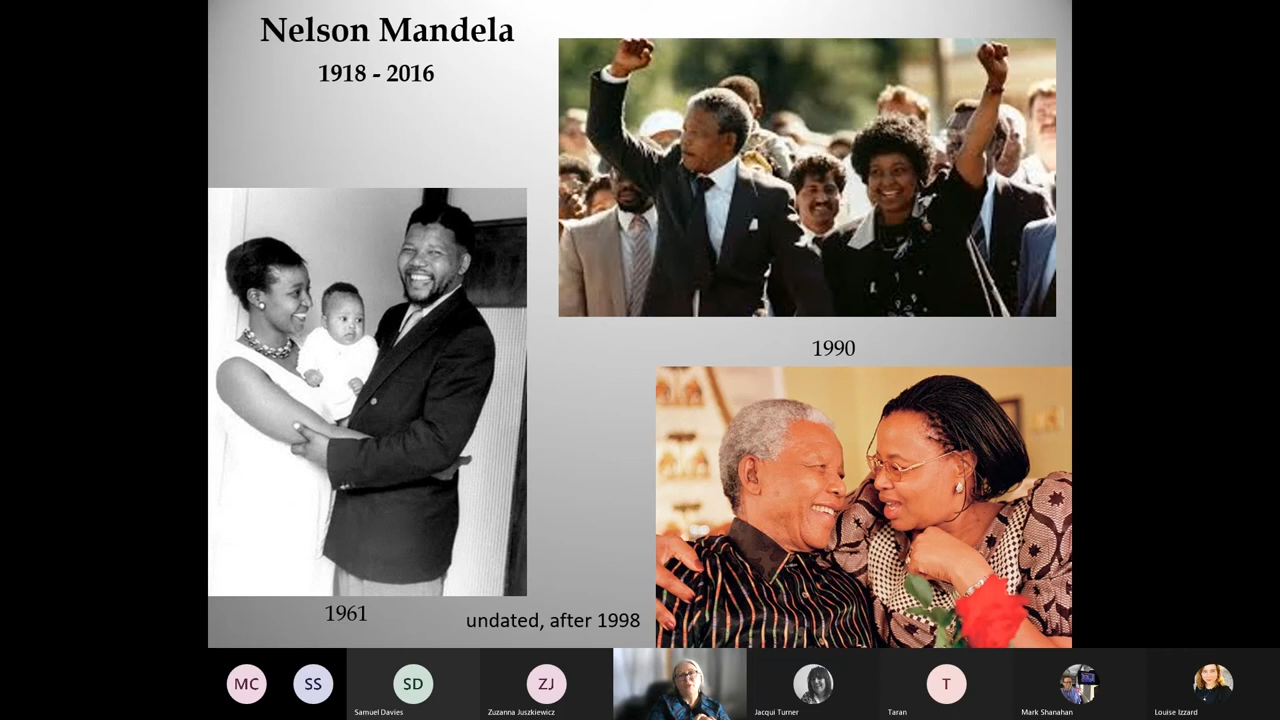 Nelson Mandela
1918 - 2016
1990
1961
undated, after 1998
MC
SS
SD
Samuel Davies
ZJ
Zuzanna Juszkiewicz
Jacqui Turner
T
Taran
Mark Shanahan
Louise Izzard